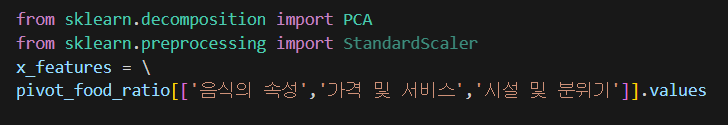 from sklearn.decomposition import PCA
from sklearn.preprocessing import StandardScaler
x_features = \
pivot_food_ratio[['음식의 속성','가격 및 서비스','시설 및 분위기']].values